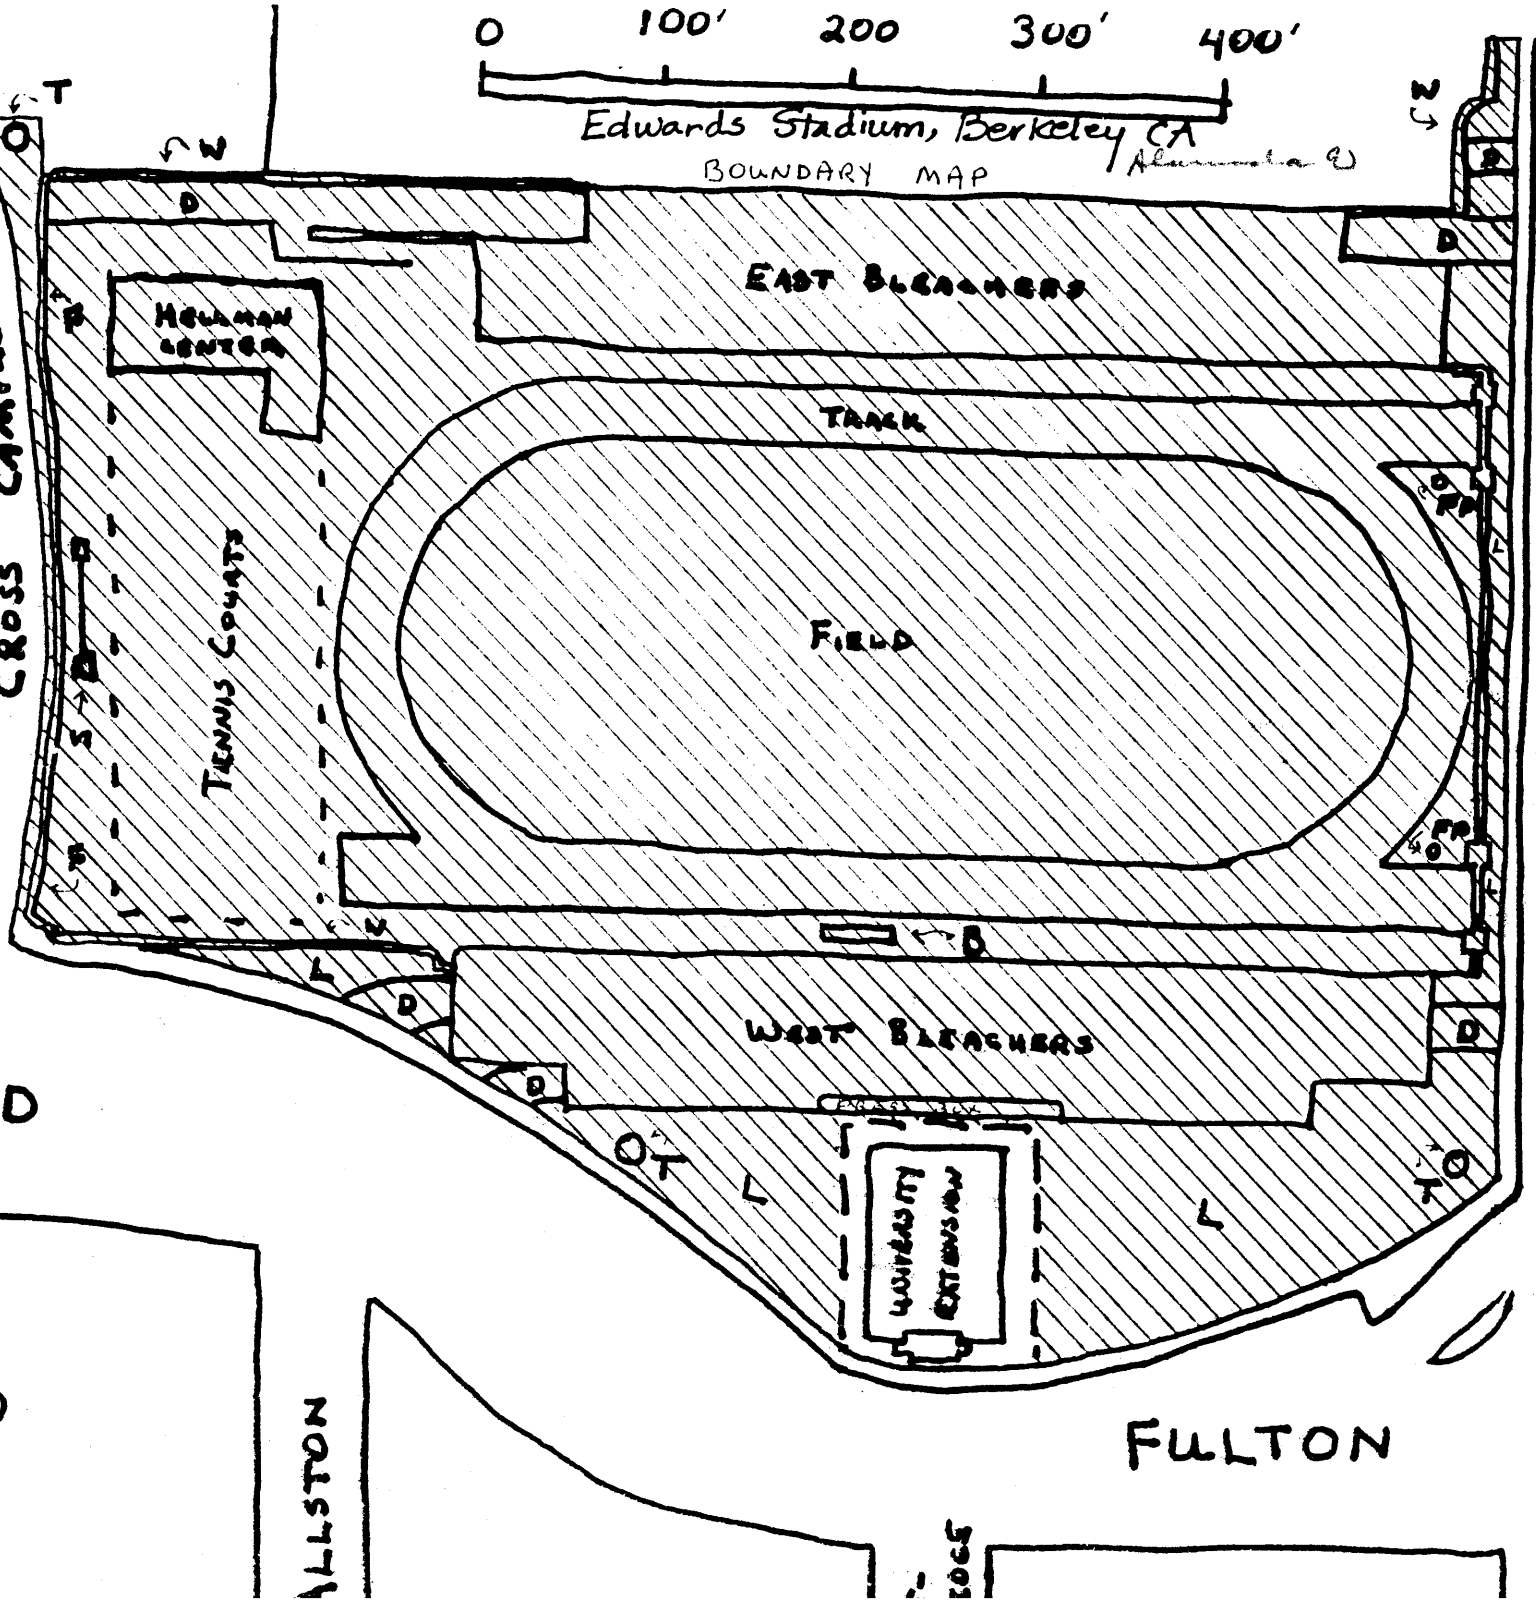 0 100' 200 300' 400'
Edwards Stadium, Berkeley CA
BOUNDARY MAP
T
W
W
D
D
D
EAST BLEACHERS
F
HELLMAN
CENTER
TRACK
FP
CROSS
L
TENNIS COURTS
FIELD
S
F
FP
L
W
B
L
D
WEST BLEACHERS
D
D
D
T
L
UNIVERSITY
EXTENSION
L
T
FULTON
ALLSTON